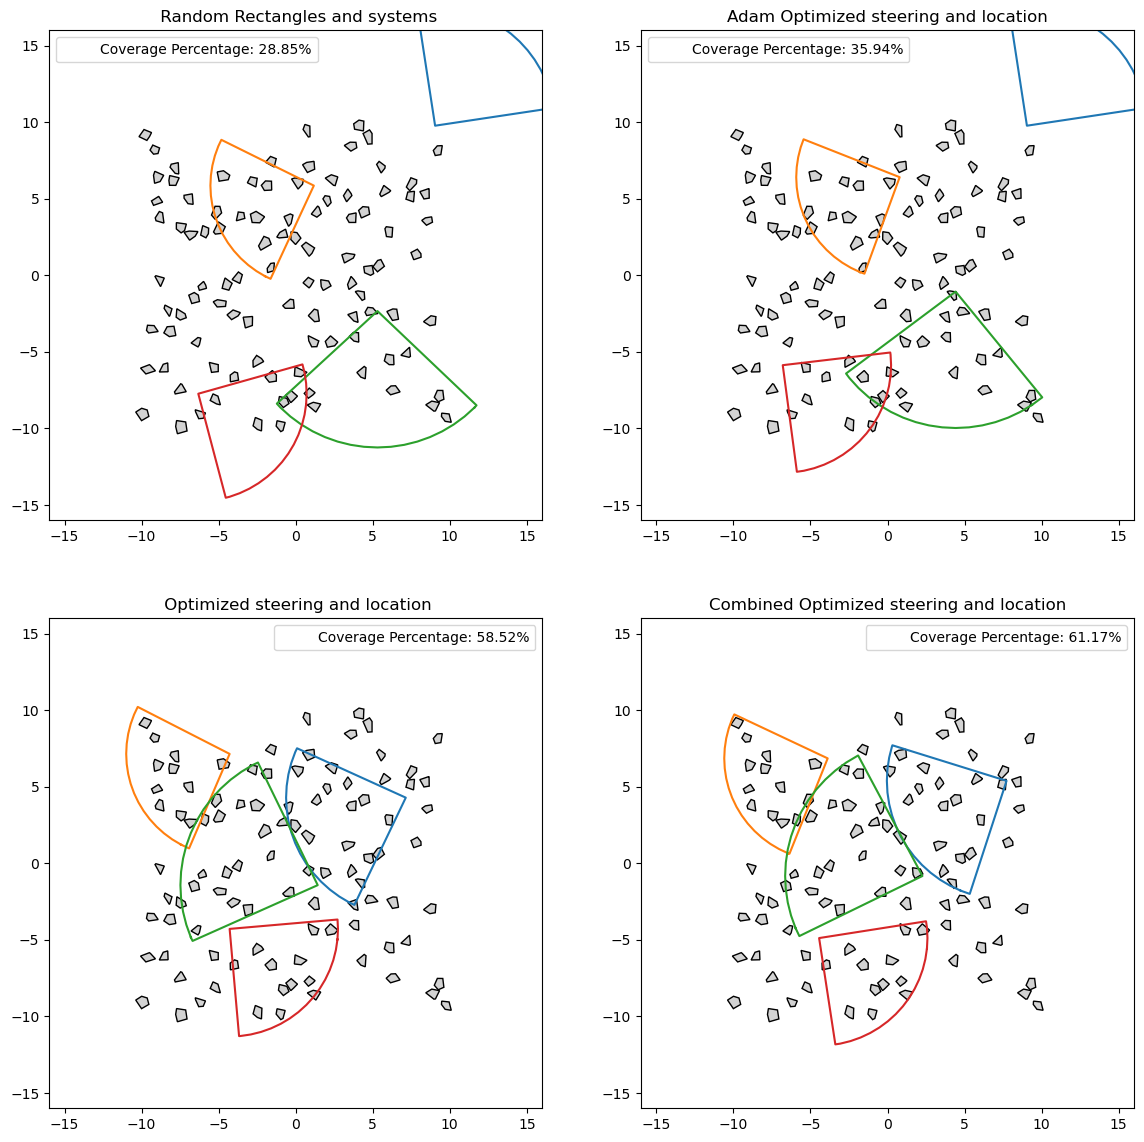 Random Rectangles and systems
Coverage Percentage: 28.85%
15
10
5
0
−5
−10
−15
−15 −10 −5 0 5 10 15
Adam Optimized steering and location
Coverage Percentage: 35.94%
15
10
5
0
−5
−10
−15
−15 −10 −5 0 5 10 15
Optimized steering and location
Coverage Percentage: 58.52%
15
10
5
0
−5
−10
−15
−15 −10 −5 0 5 10 15
Combined Optimized steering and location
Coverage Percentage: 61.17%
15
10
5
0
−5
−10
−15
−15 −10 −5 0 5 10 15